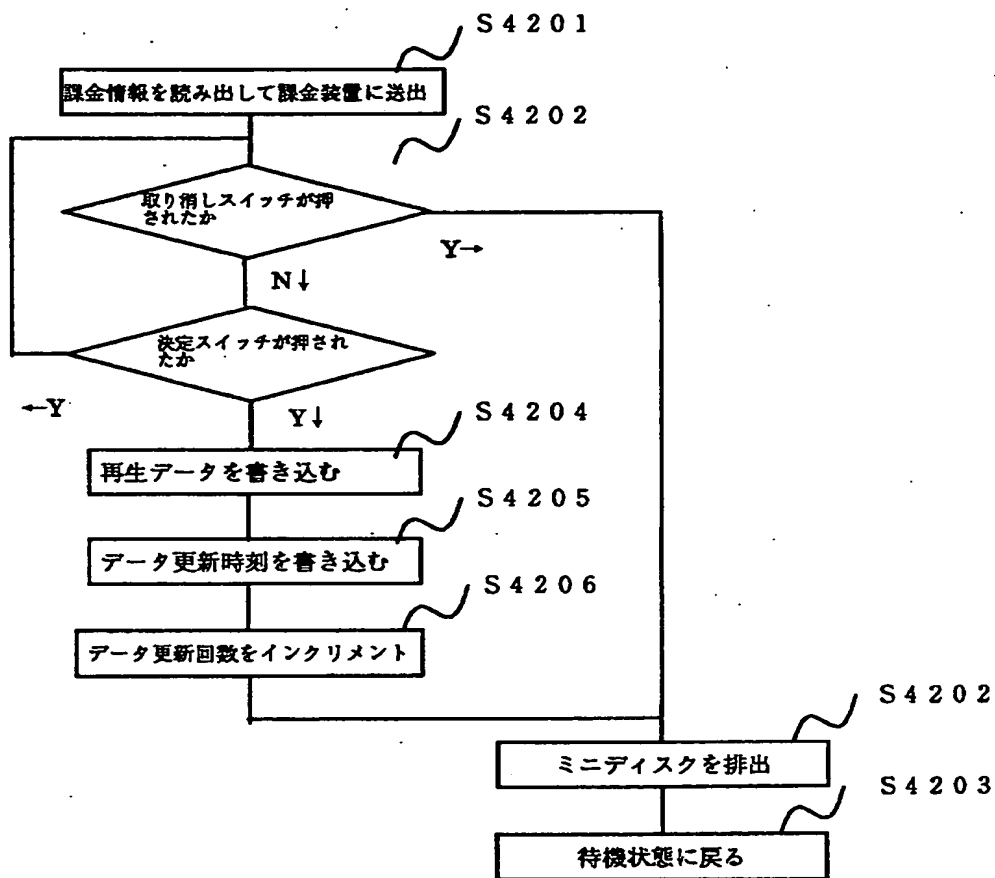 S4201
課金情報を読み出して課金装置に送出
S4202
取り消しスイッチが押
されたか
Y→
N↓
決定スイッチが押され
たか
←Y
Y↓
S4204
再生データを書き込む
S4205
データ更新時刻を書き込む
S4206
データ更新回数をインクリメント
S4202
ミニディスクを排出
S4203
待機状態に戻る